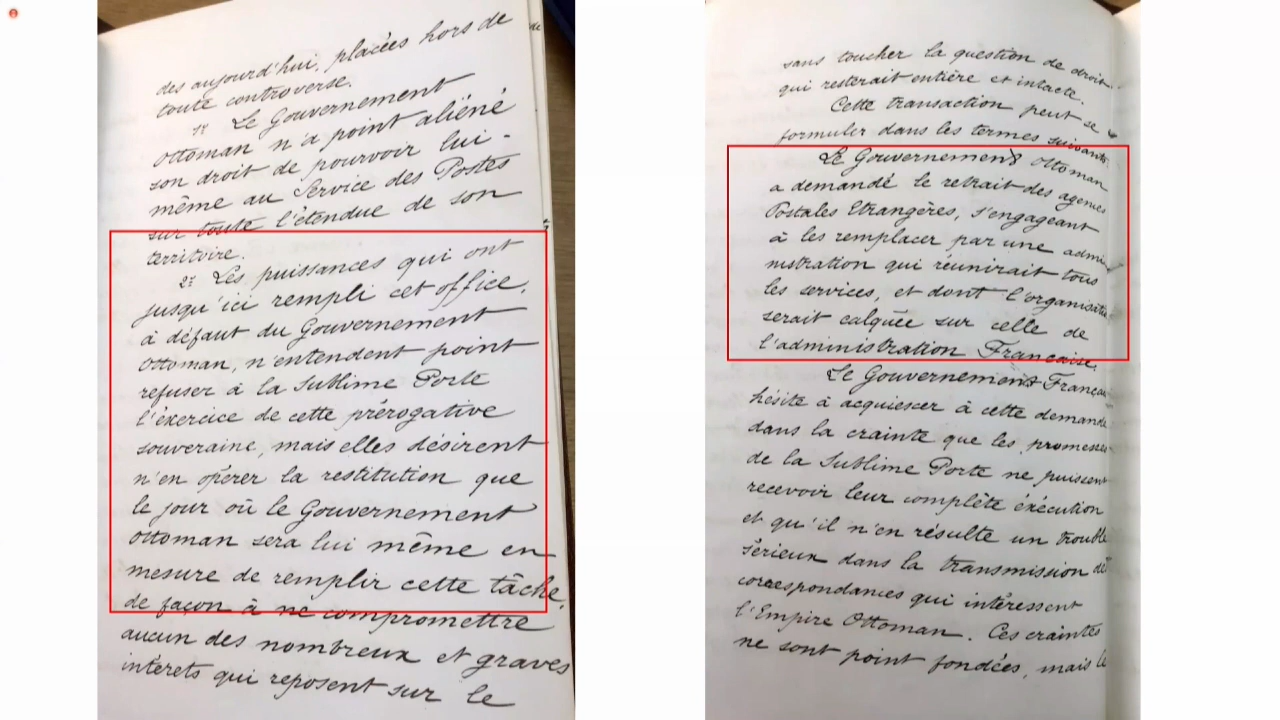 des aujourd'hui, placées hors de
toute controverse.
1º Le Gouvernement
Ottoman n'a point aliéné
son droit de pourvoir lui-
même au Service des Postes
sur toute l'étendue de son
territoire.
2º Les puissances qui ont
jusqu'ici rempli cet office,
à défaut du Gouvernement
Ottoman, n'entendent point
refuser à la Sublime Porte
l'éxercice de cette prérogative
souveraine, mais elles désirent
n'en opérer la restitution que
le jour où le Gouvernement
Ottoman sera lui même en
mesure de remplir cette tâche,
de façon à ne compromettre
aucun des nombreux et graves
intérets qui reposent sur le
de
sans toucher la question de droit
qui resterait entière et intacte.
Cette transaction peut se
formuler dans les termes suivants:
Le Gouvernement Ottoman
a demandé le retrait des agences
Postales Etrangères, s'engageant
à les remplacer par une admi-
nistration qui réunirait tous
les services, et dont l'organisation
serait calquée sur celle de
l'administration Française.
Le Gouvernement Français
hésite à acquiescer à cette demande
dans la crainte que les promesses
de la Sublime Porte ne puissent
recevoir leur complète éxécution
et qu'il n'en résulte un trouble
sérieux dans la transmission des
correspondances qui intéressent
l'Empire Ottoman. Ces craintes
ne sont point fondées, mais le